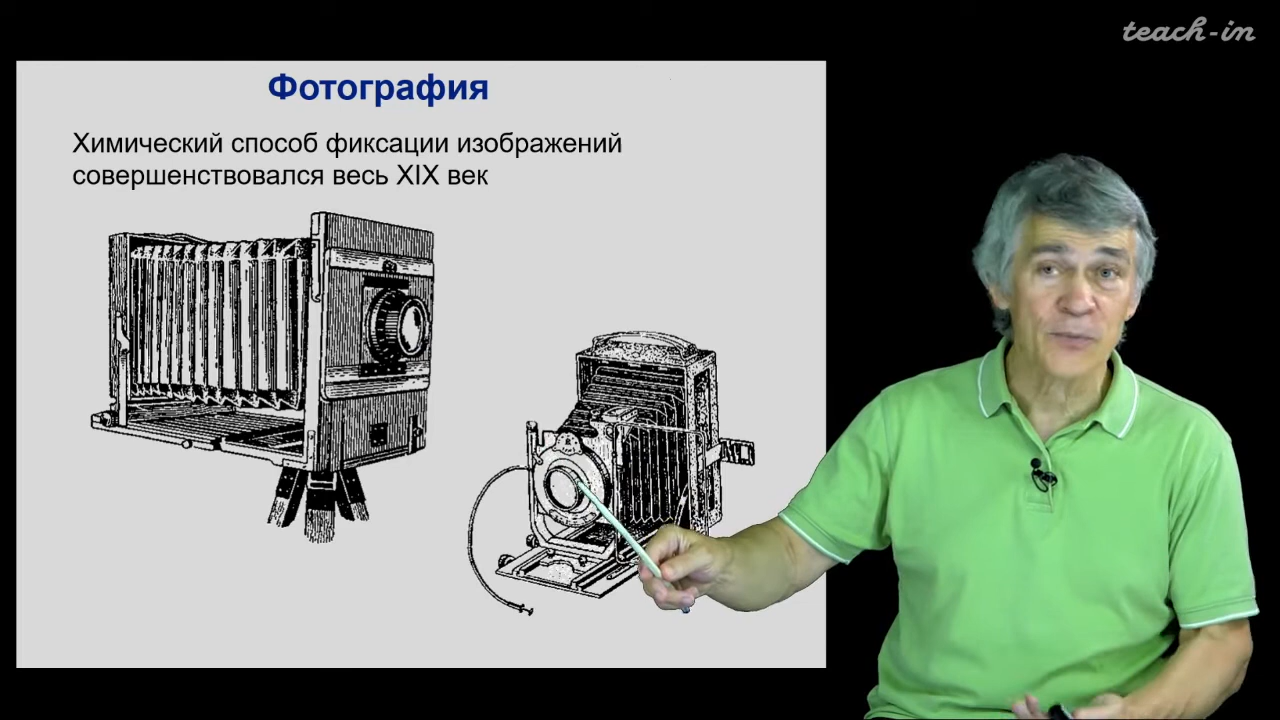 teach-in
Фотография
Химический способ фиксации изображений
совершенствовался весь XIX век